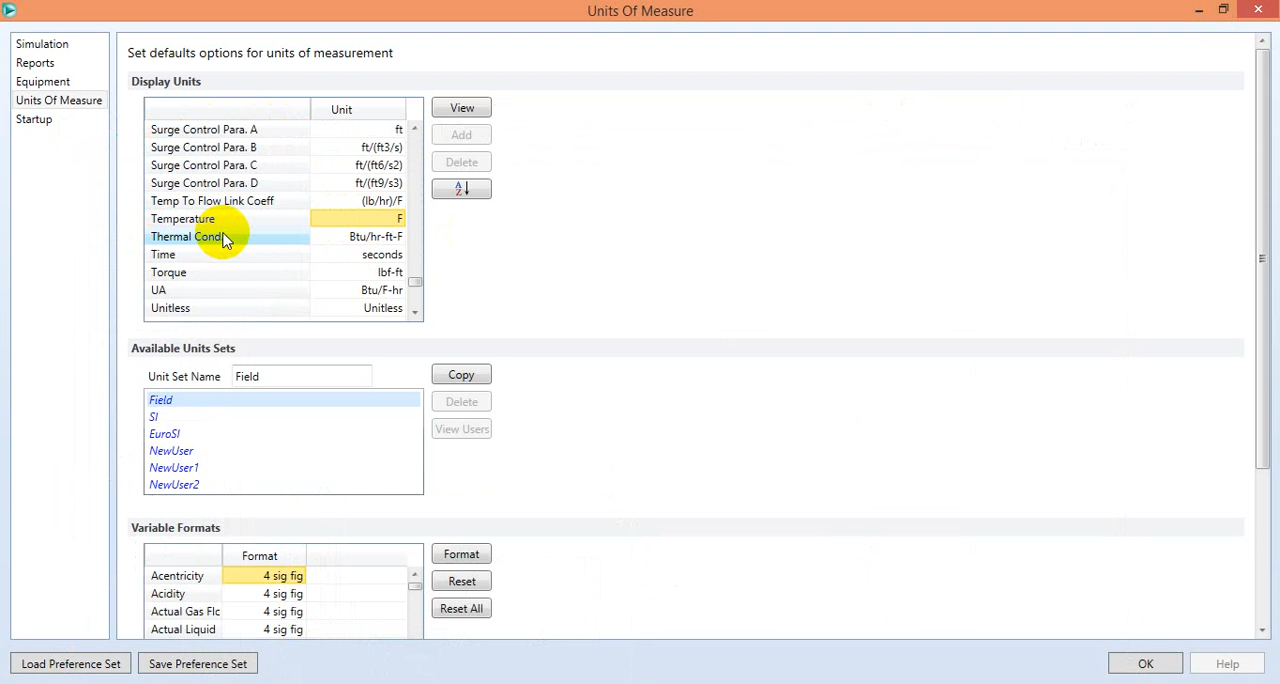 Units Of Measure
Simulation
Reports
Equipment
Units Of Measure
Startup
Set defaults options for units of measurement
Display Units
Unit
Surge Control Para. A ft
Surge Control Para. B ft/(ft3/s)
Surge Control Para. C ft/(ft6/s2)
Surge Control Para. D ft/(ft9/s3)
Temp To Flow Link Coeff (lb/hr)/F
Temperature F
Thermal Cond Btu/hr-ft-F
Time seconds
Torque lbf-ft
UA Btu/F-hr
Unitless Unitless
View
Add
Delete
A
Z
Available Units Sets
Unit Set Name Field
Field
SI
EuroSI
NewUser
NewUser1
NewUser2
Copy
Delete
View Users
Variable Formats
Format
Acentricity 4 sig fig
Acidity 4 sig fig
Actual Gas Flc 4 sig fig
Actual Liquid 4 sig fig
Format
Reset
Reset All
Load Preference Set
Save Preference Set
OK
Help